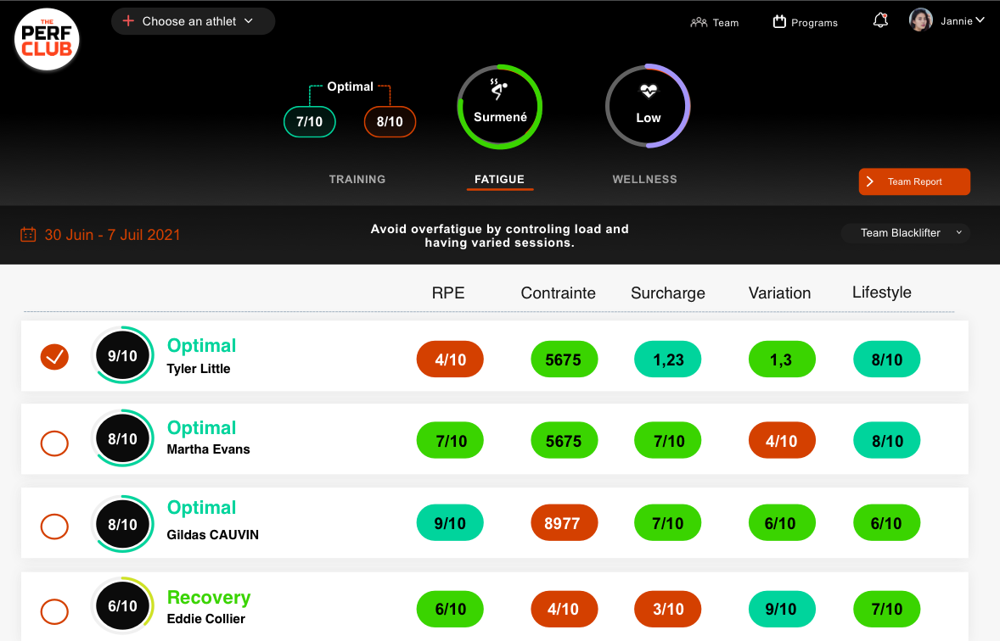 THE
PERF
CLUB
Choose an athlet
Team
Programs
Jannie
Optimal
7/10
8/10
Surmené
Low
TRAINING
FATIGUE
WELLNESS
Team Report
30 Juin - 7 Juil 2021
Avoid overfatigue by controling load and
having varied sessions.
Team Blacklifter
RPE Contrainte Surcharge Variation Lifestyle
9/10 Optimal
Tyler Little
4/10 5675 1,23 1,3 8/10
8/10 Optimal
Martha Evans
7/10 5675 7/10 4/10 8/10
8/10 Optimal
Gildas CAUVIN
9/10 8977 7/10 6/10 6/10
6/10 Recovery
Eddie Collier
6/10 4/10 3/10 9/10 7/10